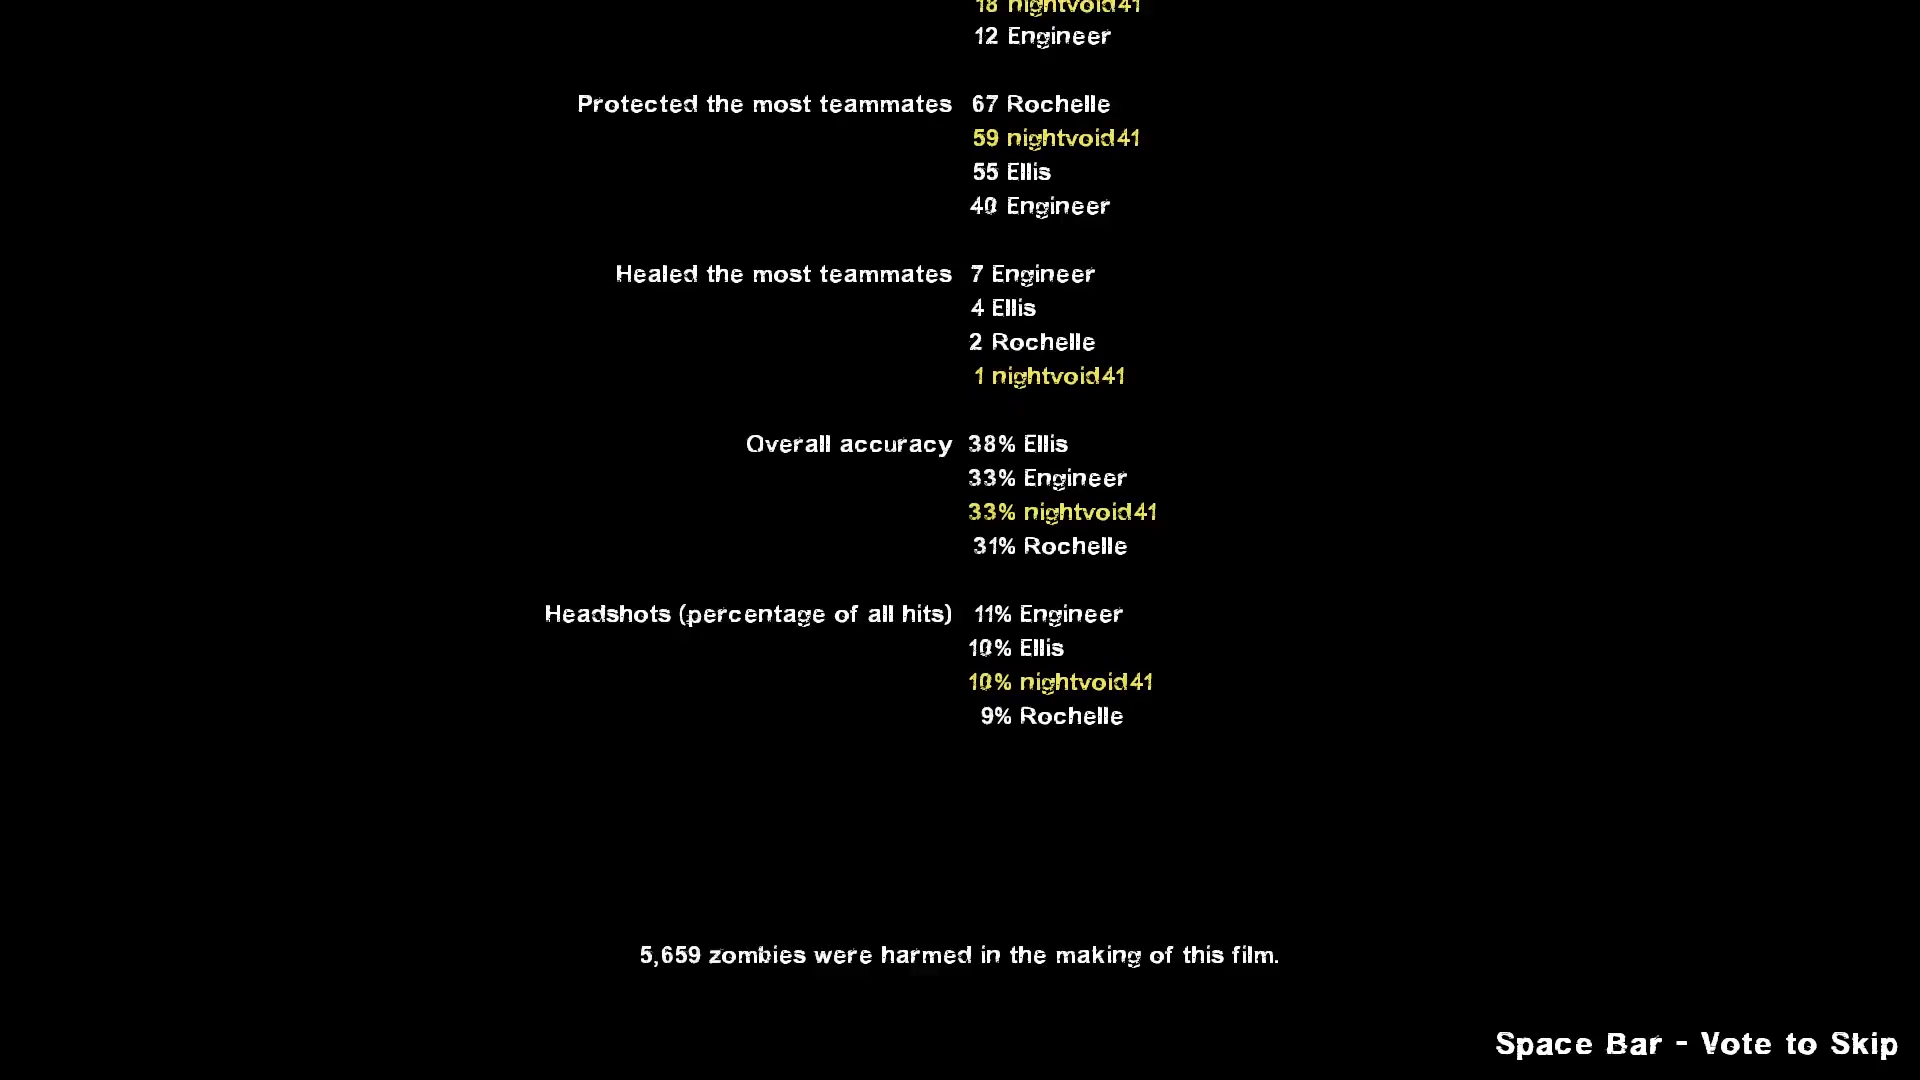 18 nightvoid41
12 Engineer
Protected the most teammates 67 Rochelle
59 nightvoid41
55 Ellis
40 Engineer
Healed the most teammates 7 Engineer
4 Ellis
2 Rochelle
1 nightvoid41
Overall accuracy 38% Ellis
33% Engineer
33% nightvoid41
31% Rochelle
Headshots (percentage of all hits) 11% Engineer
10% Ellis
10% nightvoid41
9% Rochelle
5,659 zombies were harmed in the making of this film.
Space Bar - Vote to Skip